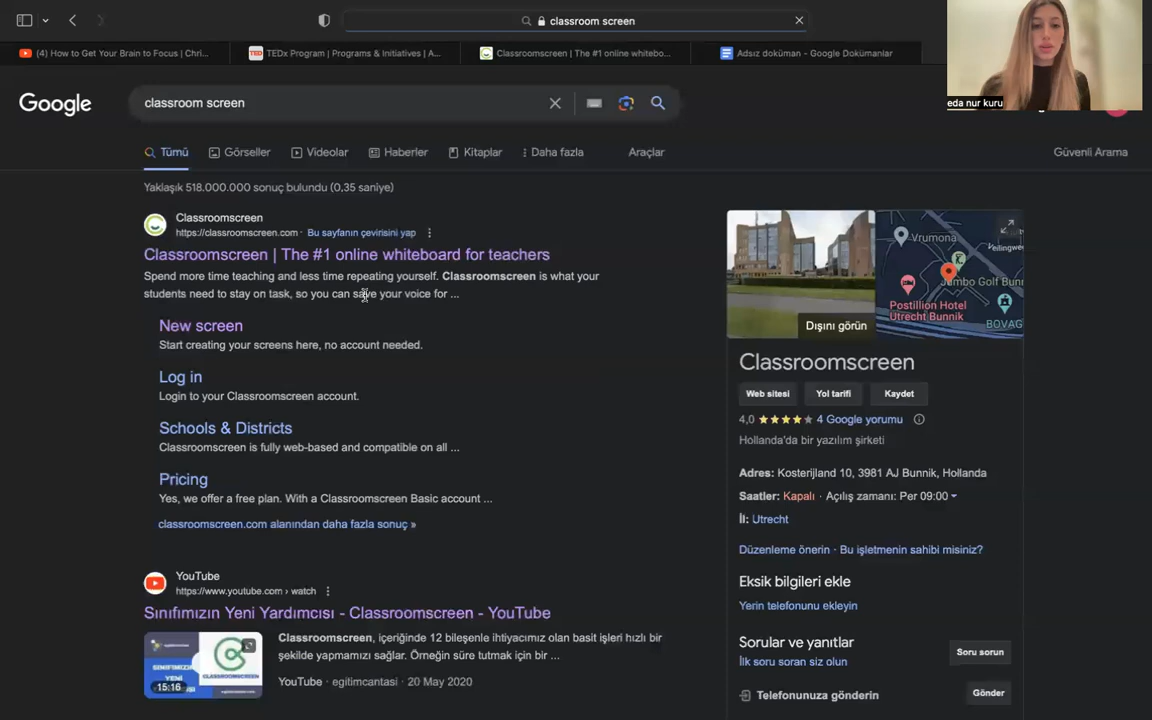 classroom screen
(4) How to Get Your Brain to Focus | Chri...
TEDx Program | Programs & Initiatives | A...
Classroomscreen | The #1 online whitebo...
Adsız doküman - Google Dokümanlar
eda nur kuru
Google
classroom screen
Tümü
Görseller
Videolar
Haberler
Kitaplar
Daha fazla
Araçlar
Güvenli Arama
Yaklaşık 518.000.000 sonuç bulundu (0,35 saniye)
Classroomscreen
https://classroomscreen.com · Bu sayfanın çevirisini yap
Classroomscreen | The #1 online whiteboard for teachers
Spend more time teaching and less time repeating yourself. Classroomscreen is what your
students need to stay on task, so you can save your voice for ...
New screen
Start creating your screens here, no account needed.
Log in
Login to your Classroomscreen account.
Schools & Districts
Classroomscreen is fully web-based and compatible on all ...
Pricing
Yes, we offer a free plan. With a Classroomscreen Basic account ...
classroomscreen.com alanından daha fazla sonuç »
YouTube
https://www.youtube.com › watch
Sınıfımızın Yeni Yardımcısı - Classroomscreen - YouTube
Classroomscreen, içeriğinde 12 bileşenle ihtiyacımız olan basit işleri hızlı bir
şekilde yapmamızı sağlar. Örneğin süre tutmak için bir ...
YouTube · egitimcantasi · 20 May 2020
SINIFIMIZIN
YENİ
CLASSROOMSCREEN
15:16
Vrumona
Jumbo Golf Bunn
Postillion Hotel
Utrecht Bunnik
BOVAG
Dışını görün
Classroomscreen
Web sitesi
Yol tarifi
Kaydet
4,0 4 Google yorumu
Hollanda'da bir yazılım şirketi
Adres: Kosterijland 10, 3981 AJ Bunnik, Hollanda
Saatler: Kapalı · Açılış zamanı: Per 09:00
İl: Utrecht
Düzenleme önerin · Bu işletmenin sahibi misiniz?
Eksik bilgileri ekle
Yerin telefonunu ekleyin
Sorular ve yanıtlar
İlk soru soran siz olun
Soru sorun
Telefonunuza gönderin
Gönder